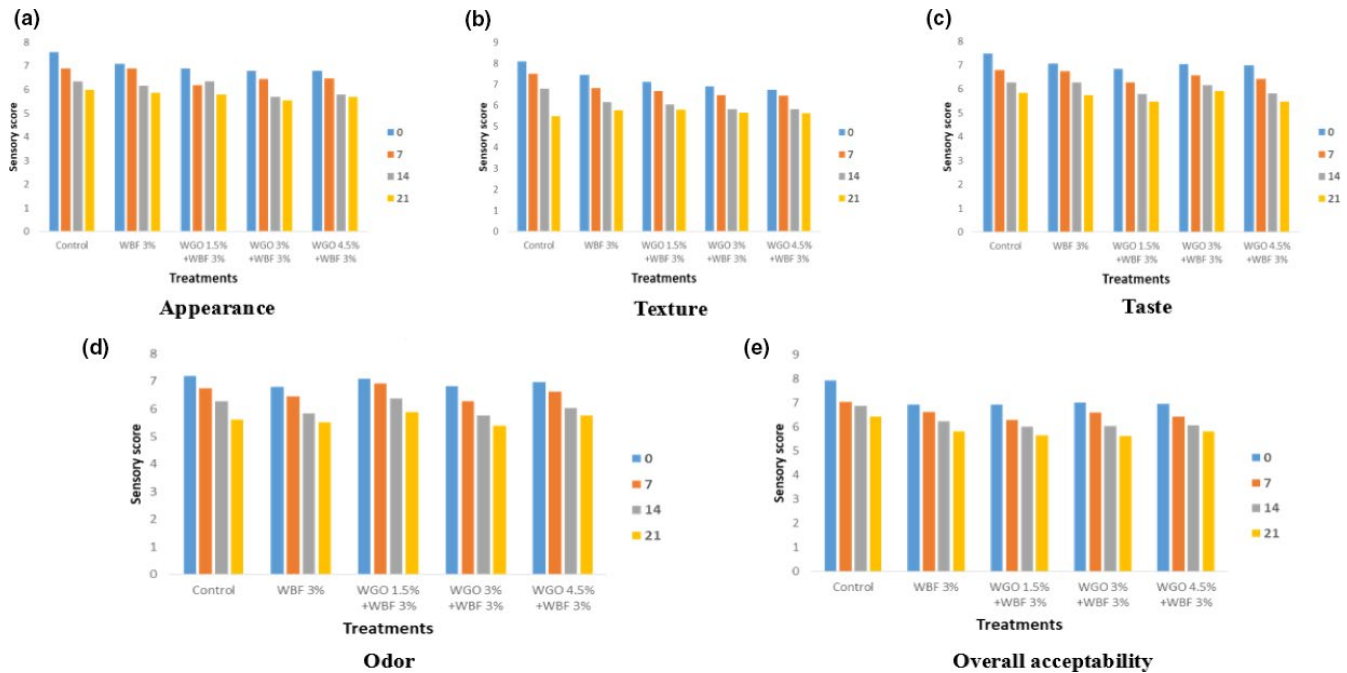 (a)
8
7
6
5
4
3
2
1
0
Sensory score
Control
WBF 3%
WGO 1.5%
+WBF 3%
WGO 3%
+WBF 3%
WGO 4.5%
+WBF 3%
Treatments
0
7
14
21
Appearance
(b)
9
8
7
6
5
4
3
2
1
0
Sensory score
Control
WBF 3%
WGO 1.5%
+WBF 3%
WGO 3%
+WBF 3%
WGO 4.5%
+WBF 3%
Treatments
0
7
14
21
Texture
(c)
8
7
6
5
4
3
2
1
0
Sensory score
Control
WBF 3%
WGO 1.5%
+WBF 3%
WGO 3%
+WBF 3%
WGO 4.5%
+WBF 3%
Treatments
0
7
14
21
Taste
(d)
8
7
6
5
4
3
2
1
0
Sensory score
Control
WBF 3%
WGO 1.5%
+WBF 3%
WGO 3%
+WBF 3%
WGO 4.5%
+WBF 3%
Treatments
0
7
14
21
Odor
(e)
9
8
7
6
5
4
3
2
1
0
Sensory score
Control
WBF 3%
WGO 1.5%
+WBF 3%
WGO 3%
+WBF 3%
WGO 4.5%
+WBF 3%
Treatments
0
7
14
21
Overall acceptability